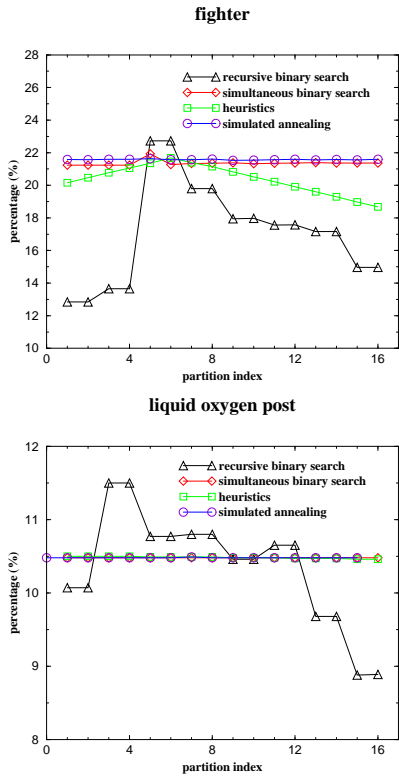 fighter
28
26
24
22
20
18
16
14
12
10
percentage (%)
recursive binary search
simultaneous binary search
heuristics
simulated annealing
0 4 8 12 16
partition index
liquid oxygen post
12
11
10
9
8
percentage (%)
recursive binary search
simultaneous binary search
heuristics
simulated annealing
0 4 8 12 16
partition index